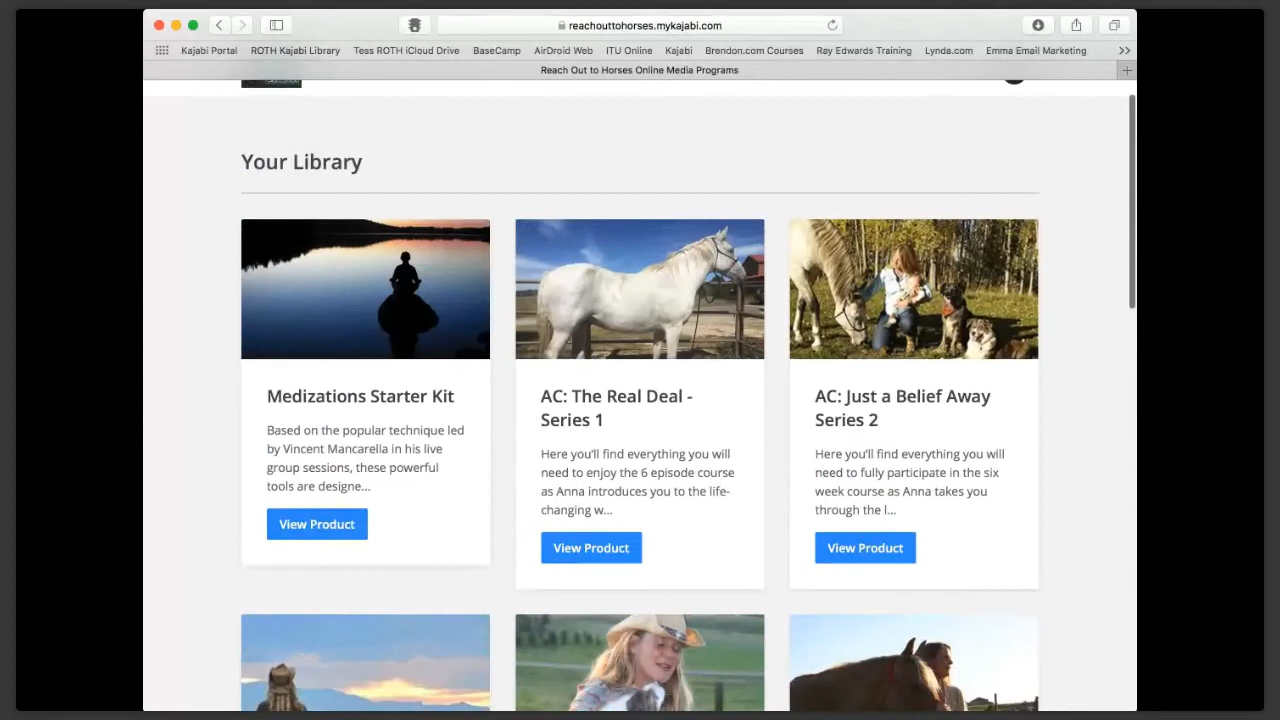 reachouttohorses.mykajabi.com
Kajabi Portal ROTH Kajabi Library Tess ROTH iCloud Drive BaseCamp AirDroid Web ITU Online Kajabi Brendon.com Courses Ray Edwards Training Lynda.com Emma Email Marketing
Reach Out to Horses Online Media Programs
Your Library
Medizations Starter Kit
Based on the popular technique led
by Vincent Mancarella in his live
group sessions, these powerful
tools are designe...
View Product
AC: The Real Deal -
Series 1
Here you'll find everything you will
need to enjoy the 6 episode course
as Anna introduces you to the life-
changing w...
View Product
AC: Just a Belief Away
Series 2
Here you'll find everything you will
need to fully participate in the six
week course as Anna takes you
through the l...
View Product